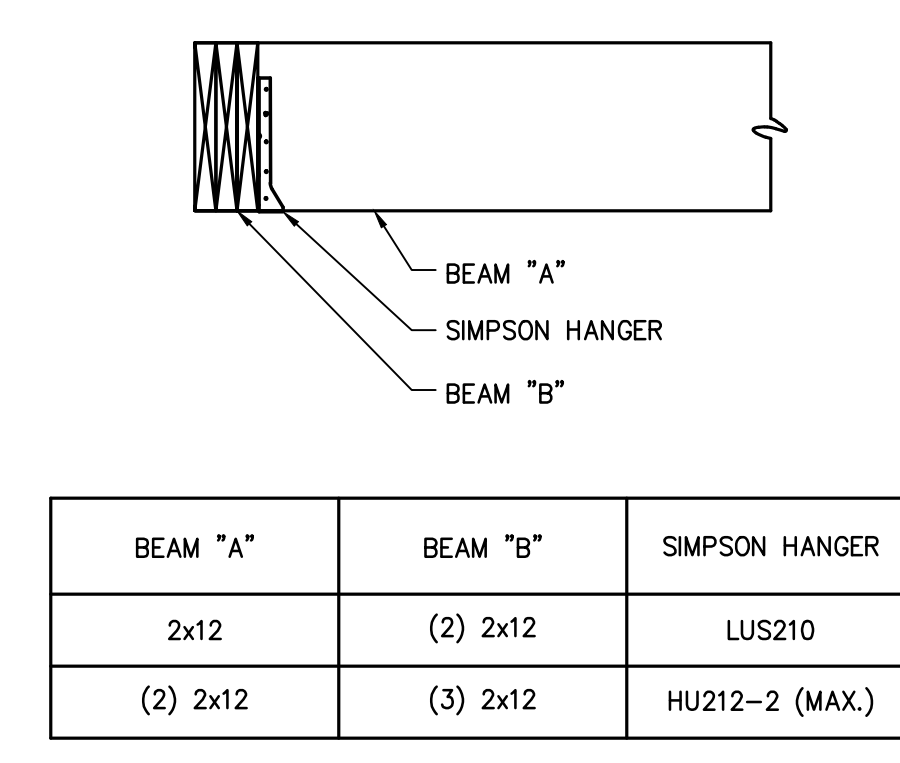 BEAM "A"
SIMPSON HANGER
BEAM "B"
BEAM "A" BEAM "B" SIMPSON HANGER
2x12 (2) 2x12 LUS210
(2) 2x12 (3) 2x12 HU212-2 (MAX.)